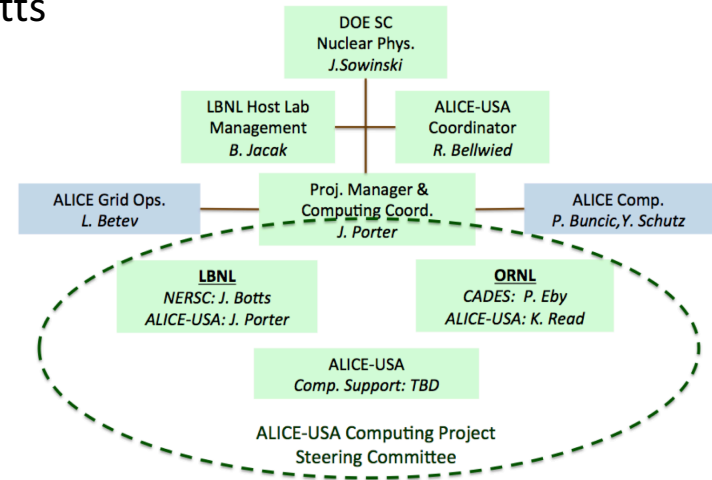 tts
DOE SC
Nuclear Phys.
J.Sowinski
LBNL Host Lab
Management
B. Jacak
ALICE-USA
Coordinator
R. Bellwied
ALICE Grid Ops.
L. Betev
Proj. Manager &
Computing Coord.
J. Porter
ALICE Comp.
P. Buncic,Y. Schutz
LBNL
NERSC: J. Botts
ALICE-USA: J. Porter
ORNL
CADES: P. Eby
ALICE-USA: K. Read
ALICE-USA
Comp. Support: TBD
ALICE-USA Computing Project
Steering Committee